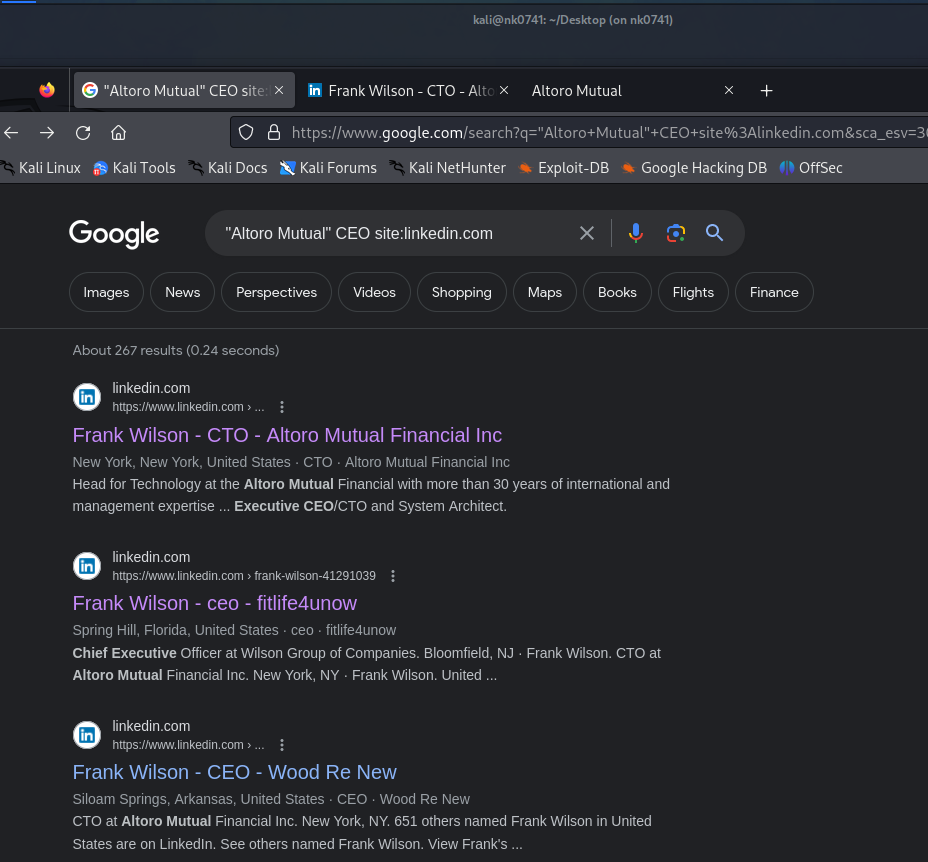 kali@nk0741: ~/Desktop (on nk0741)
"Altoro Mutual" CEO site:
Frank Wilson - CTO - Alto
Altoro Mutual
https://www.google.com/search?q="Altoro+Mutual"+CEO+site%3Alinkedin.com&sca_esv=30
Kali Linux Kali Tools Kali Docs Kali Forums Kali NetHunter Exploit-DB Google Hacking DB OffSec
Google
"Altoro Mutual" CEO site:linkedin.com
Images News Perspectives Videos Shopping Maps Books Flights Finance
About 267 results (0.24 seconds)
linkedin.com
https://www.linkedin.com › ...
Frank Wilson - CTO - Altoro Mutual Financial Inc
New York, New York, United States · CTO · Altoro Mutual Financial Inc
Head for Technology at the Altoro Mutual Financial with more than 30 years of international and
management expertise ... Executive CEO/CTO and System Architect.
linkedin.com
https://www.linkedin.com › frank-wilson-41291039
Frank Wilson - ceo - fitlife4unow
Spring Hill, Florida, United States · ceo · fitlife4unow
Chief Executive Officer at Wilson Group of Companies. Bloomfield, NJ · Frank Wilson. CTO at
Altoro Mutual Financial Inc. New York, NY · Frank Wilson. United ...
linkedin.com
https://www.linkedin.com › ...
Frank Wilson - CEO - Wood Re New
Siloam Springs, Arkansas, United States · CEO · Wood Re New
CTO at Altoro Mutual Financial Inc. New York, NY. 651 others named Frank Wilson in United
States are on LinkedIn. See others named Frank Wilson. View Frank's ...